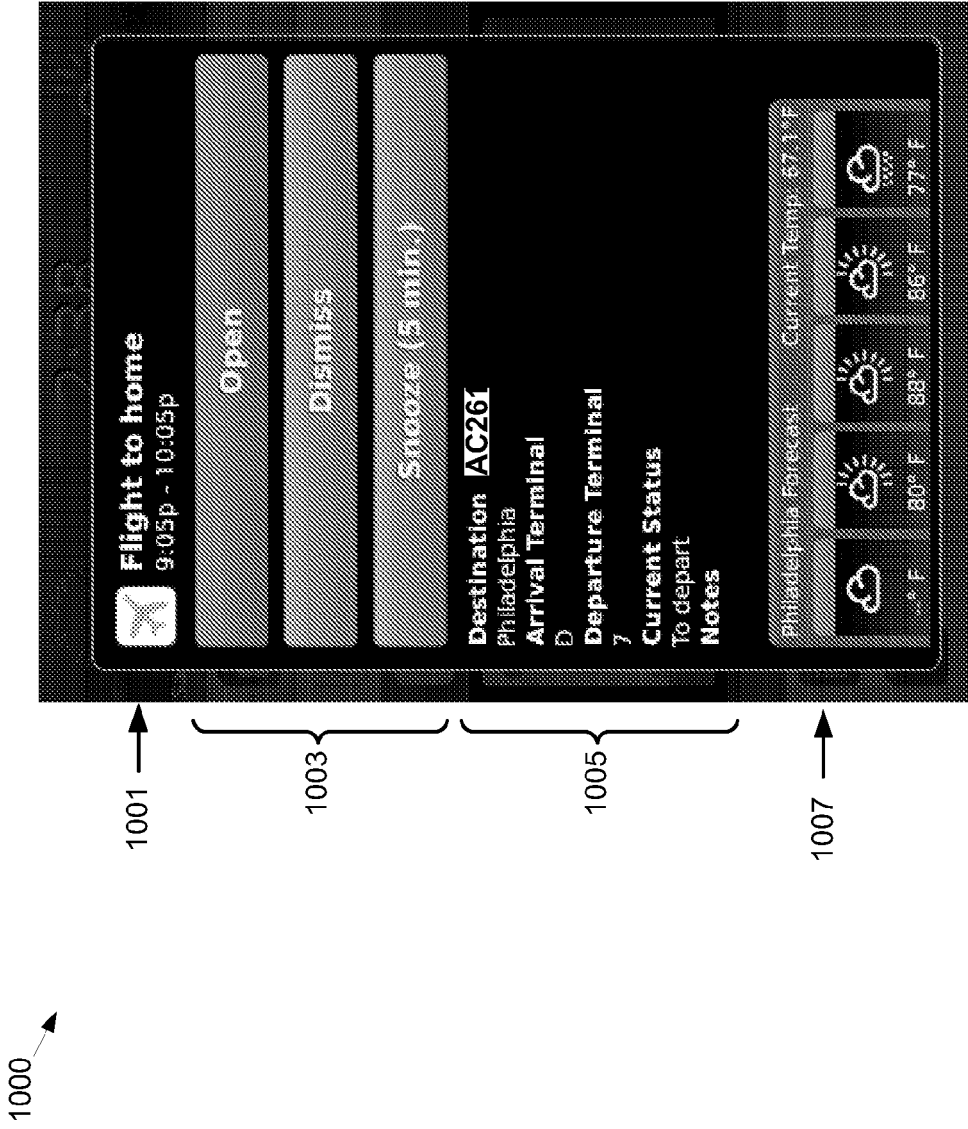 1000
1001
Flight to home
9:05p - 10:05p
1003
Open
Dismiss
Snooze (5 min.)
1005
Destination AC261
Philadelphia
Arrival Terminal
D
Departure Terminal
7
Current Status
To depart
Notes
1007
Philadelphia Forecast Current Temp: 67.1°F
...° F 80° F 88° F 86° F 77° F